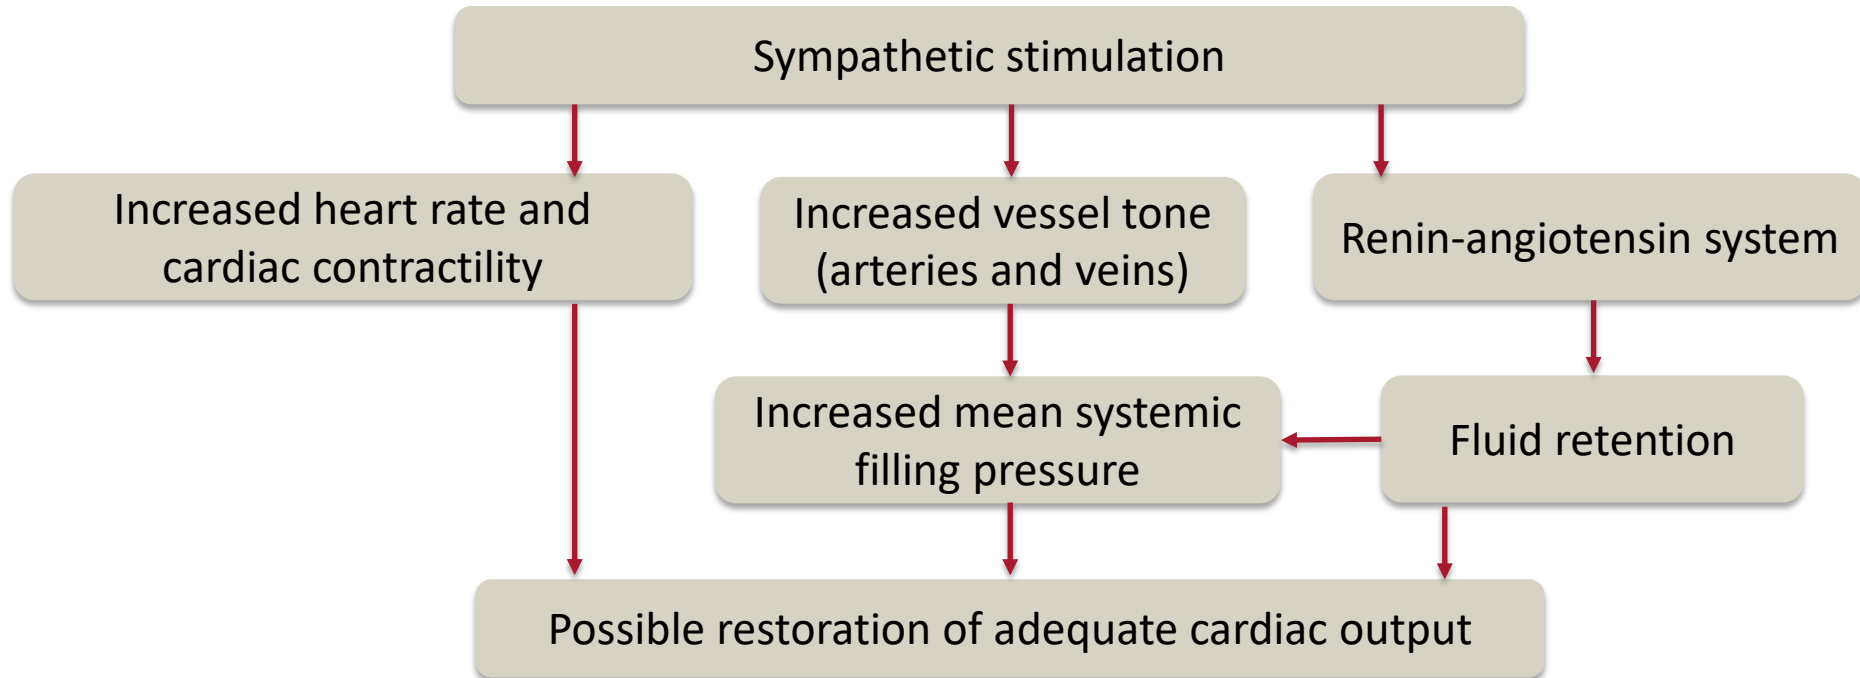 Sympathetic stimulation
Increased heart rate and
cardiac contractility
Increased vessel tone
(arteries and veins)
Renin-angiotensin system
Increased mean systemic
filling pressure
Fluid retention
Possible restoration of adequate cardiac output